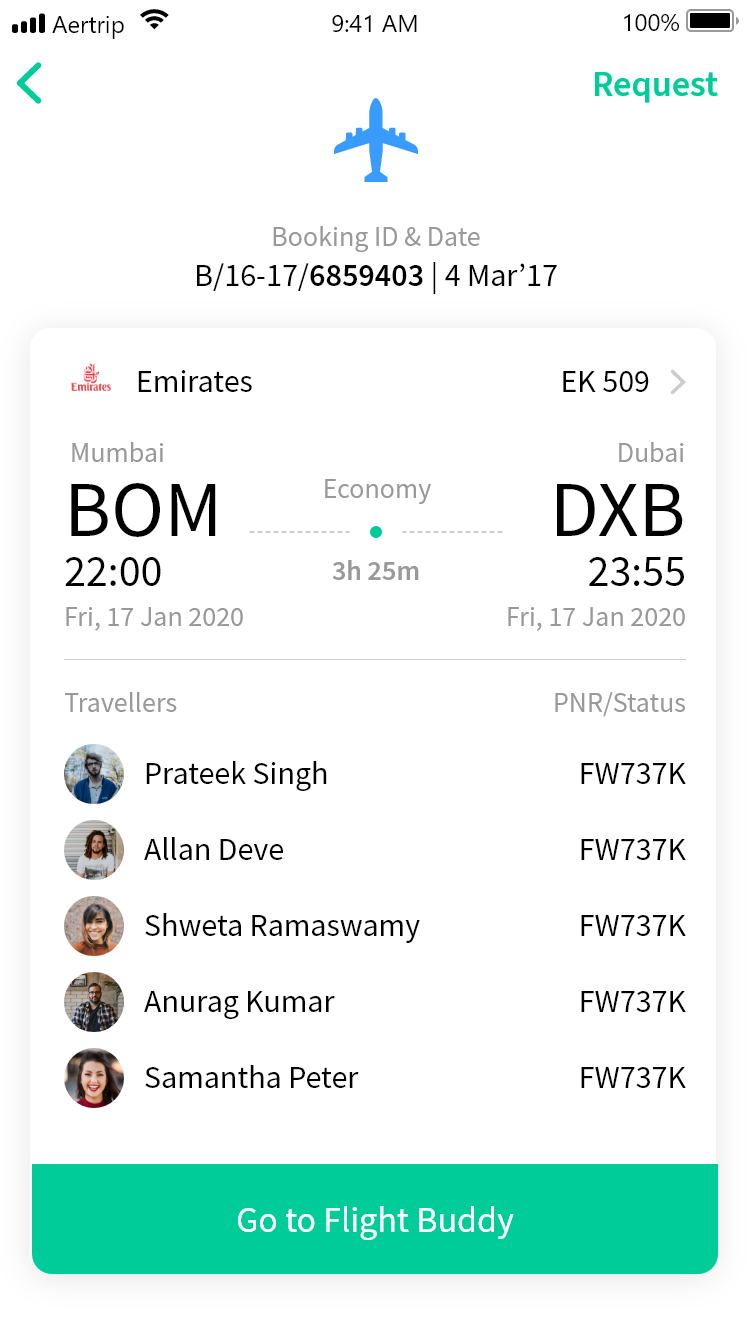 Aertrip 9:41 AM 100%
Request
Booking ID & Date
B/16-17/6859403 | 4 Mar’17
Emirates Emirates EK 509
Mumbai Dubai
BOM Economy DXB
22:00 3h 25m 23:55
Fri, 17 Jan 2020 Fri, 17 Jan 2020
Travellers PNR/Status
Prateek Singh FW737K
Allan Deve FW737K
Shweta Ramaswamy FW737K
Anurag Kumar FW737K
Samantha Peter FW737K
Go to Flight Buddy